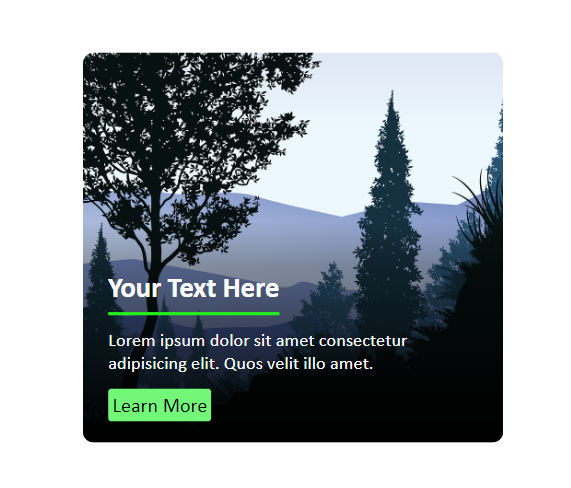 Your Text Here
Lorem ipsum dolor sit amet consectetur
adipisicing elit. Quos velit illo amet.
Learn More